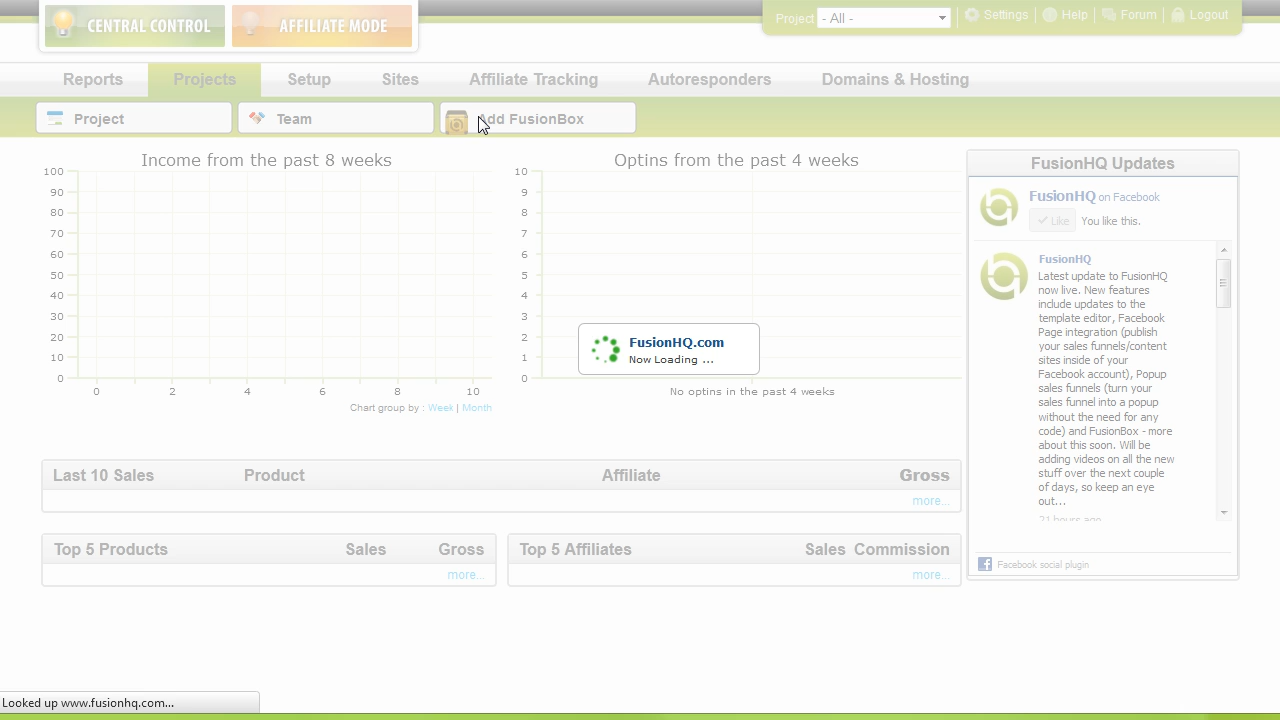 CENTRAL CONTROL
AFFILIATE MODE
Project - All -
Settings
Help
Forum
Logout
Reports
Projects
Setup
Sites
Affiliate Tracking
Autoresponders
Domains & Hosting
Project
Team
Add FusionBox
Income from the past 8 weeks
100
90
80
70
60
50
40
30
20
10
0
0 2 4 6 8 10
Chart group by : Week | Month
Optins from the past 4 weeks
10
9
8
7
6
5
4
3
2
1
0
No optins in the past 4 weeks
FusionHQ.com
Now Loading ...
FusionHQ Updates
FusionHQ on Facebook
Like You like this.
FusionHQ
Latest update to FusionHQ
now live. New features
include updates to the
template editor, Facebook
Page integration (publish
your sales funnels/content
sites inside of your
Facebook account), Popup
sales funnels (turn your
sales funnel into a popup
without the need for any
code) and FusionBox - more
about this soon. Will be
adding videos on all the new
stuff over the next couple
of days, so keep an eye
out...
21 hours ago
Facebook social plugin
Last 10 Sales Product Affiliate Gross
more...
Top 5 Products Sales Gross
more...
Top 5 Affiliates Sales Commission
more...
Looked up www.fusionhq.com...